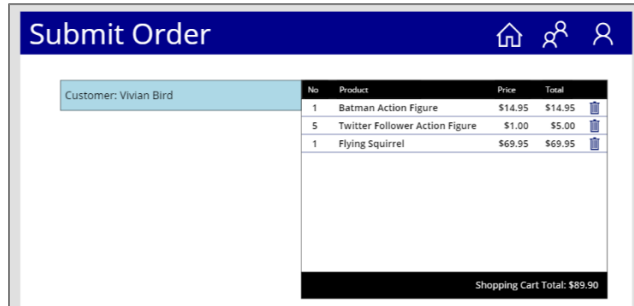 Submit Order
Customer: Vivian Bird
No Product Price Total
1 Batman Action Figure $14.95 $14.95
5 Twitter Follower Action Figure $1.00 $5.00
1 Flying Squirrel $69.95 $69.95
Shopping Cart Total: $89.90